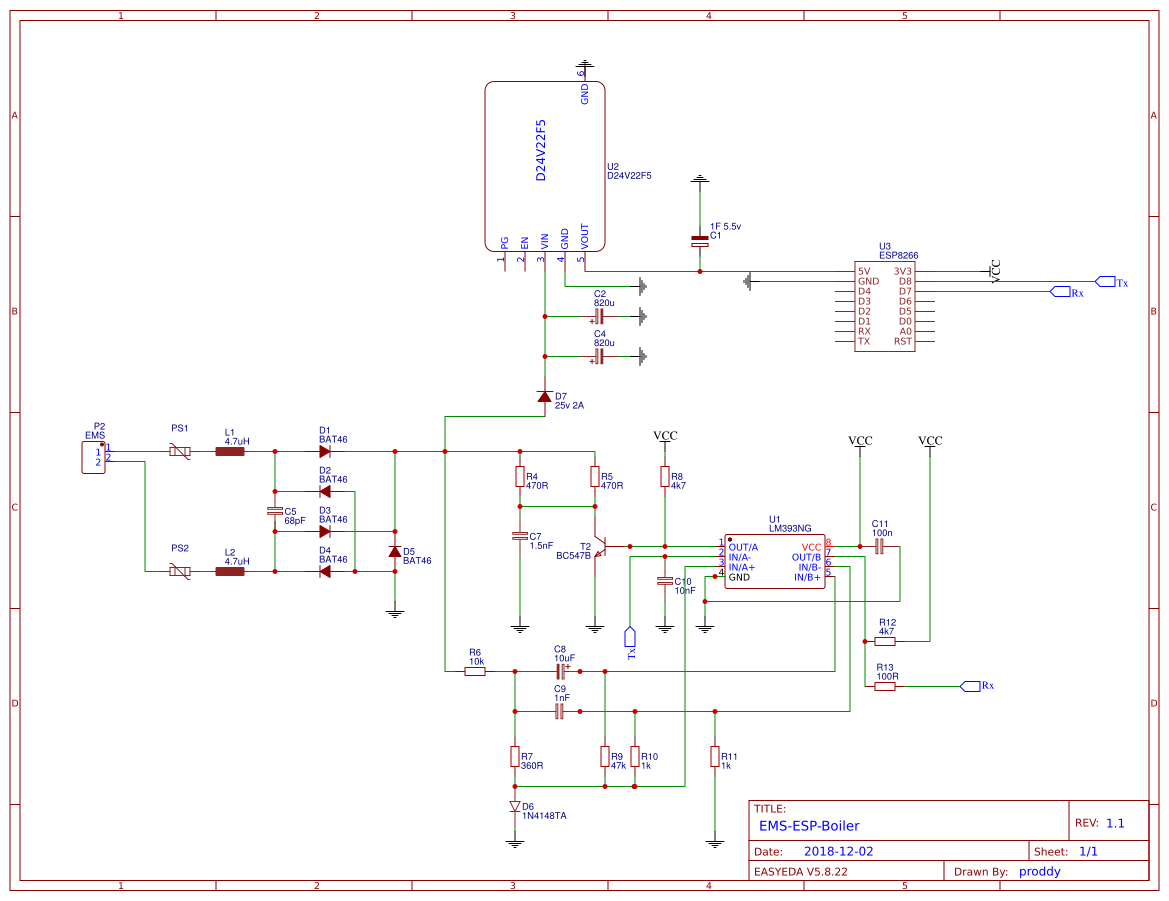 1 2 3 4 5
A
A
B
B
C
C
D
D
6
GND
D24V22F5
U2
D24V22F5
PG
EN
VIN
GND
VOUT
1
2
3
4
5
1F 5.5v
C1
C2
820u
C4
820u
D7
25v 2A
U3
ESP8266
5V 3V3
GND D8
D4 D7
D3 D6
D2 D5
D1 D0
RX A0
TX RST
VCC
Tx
Rx
P2
EMS
1 1
2 2
PS1
L1
4.7uH
D1
BAT46
D2
BAT46
C5
68pF
D3
BAT46
PS2
L2
4.7uH
D4
BAT46
D5
BAT46
R4
470R
R5
470R
C7
1.5nF
T2
BC547B
VCC
R8
4k7
C10
10nF
Tx
U1
LM393NG
1 OUT/A VCC 8
2 IN/A- OUT/B 7
3 IN/A+ IN/B- 6
4 GND IN/B+ 5
VCC
VCC
C11
100n
R12
4k7
R13
100R
Rx
R6
10k
C8
10uF
+
C9
1nF
R7
360R
R9
47k
R10
1k
R11
1k
D6
1N4148TA
TITLE:
EMS-ESP-Boiler
REV: 1.1
Date: 2018-12-02
Sheet: 1/1
EASYEDA V5.8.22
Drawn By: proddy
1 2 3 4 5